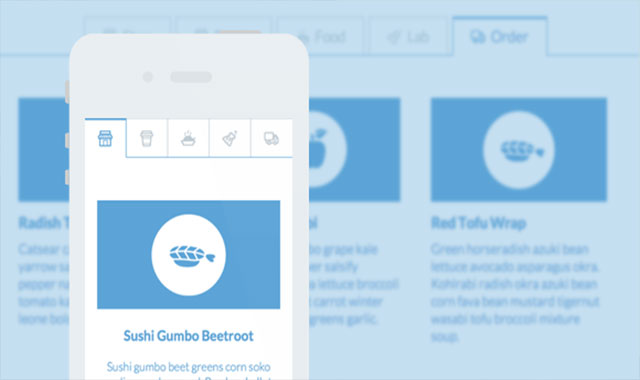 Food
Lab
Order
Sushi Gumbo Beetroot
Sushi gumbo beet greens corn soko
Radish T
Catsear c
yarrow sa
pepper na
tomato ka
leone bolo
bo grape kale
er salsify
a lettuce broccoli
i carrot winter
greens garlic.
Red Tofu Wrap
Green horseradish azuki bean
lettuce avocado asparagus okra.
Kohlrabi radish okra azuki bean
corn fava bean mustard tigernut
wasabi tofu broccoli mixture
soup.